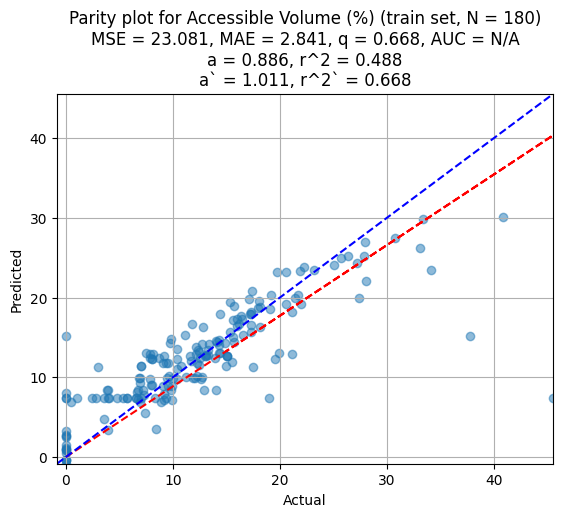 Parity plot for Accessible Volume (%) (train set, N = 180)
MSE = 23.081, MAE = 2.841, q = 0.668, AUC = N/A
a = 0.886, r^2 = 0.488
a` = 1.011, r^2` = 0.668
40
30
20
10
0
Predicted
0 10 20 30 40
Actual